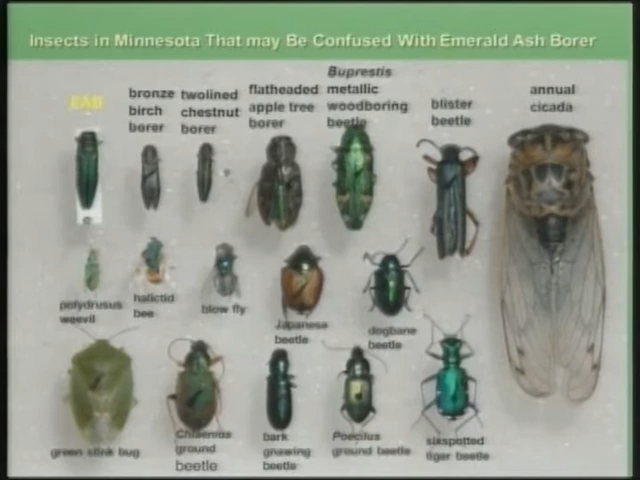 Insects in Minnesota That may Be Confused With Emerald Ash Borer
EAB
bronze
birch
borer
twolined
chestnut
borer
flatheaded
apple tree
borer
Buprestis
metallic
woodboring
beetle
blister
beetle
annual
cicada
polydrusus
weevil
halictid
bee
blow fly
Japanese
beetle
dogbane
beetle
green stink bug
Chlaenius
ground
beetle
bark
gnawing
beetle
Poecilus
ground beetle
sixspotted
tiger beetle